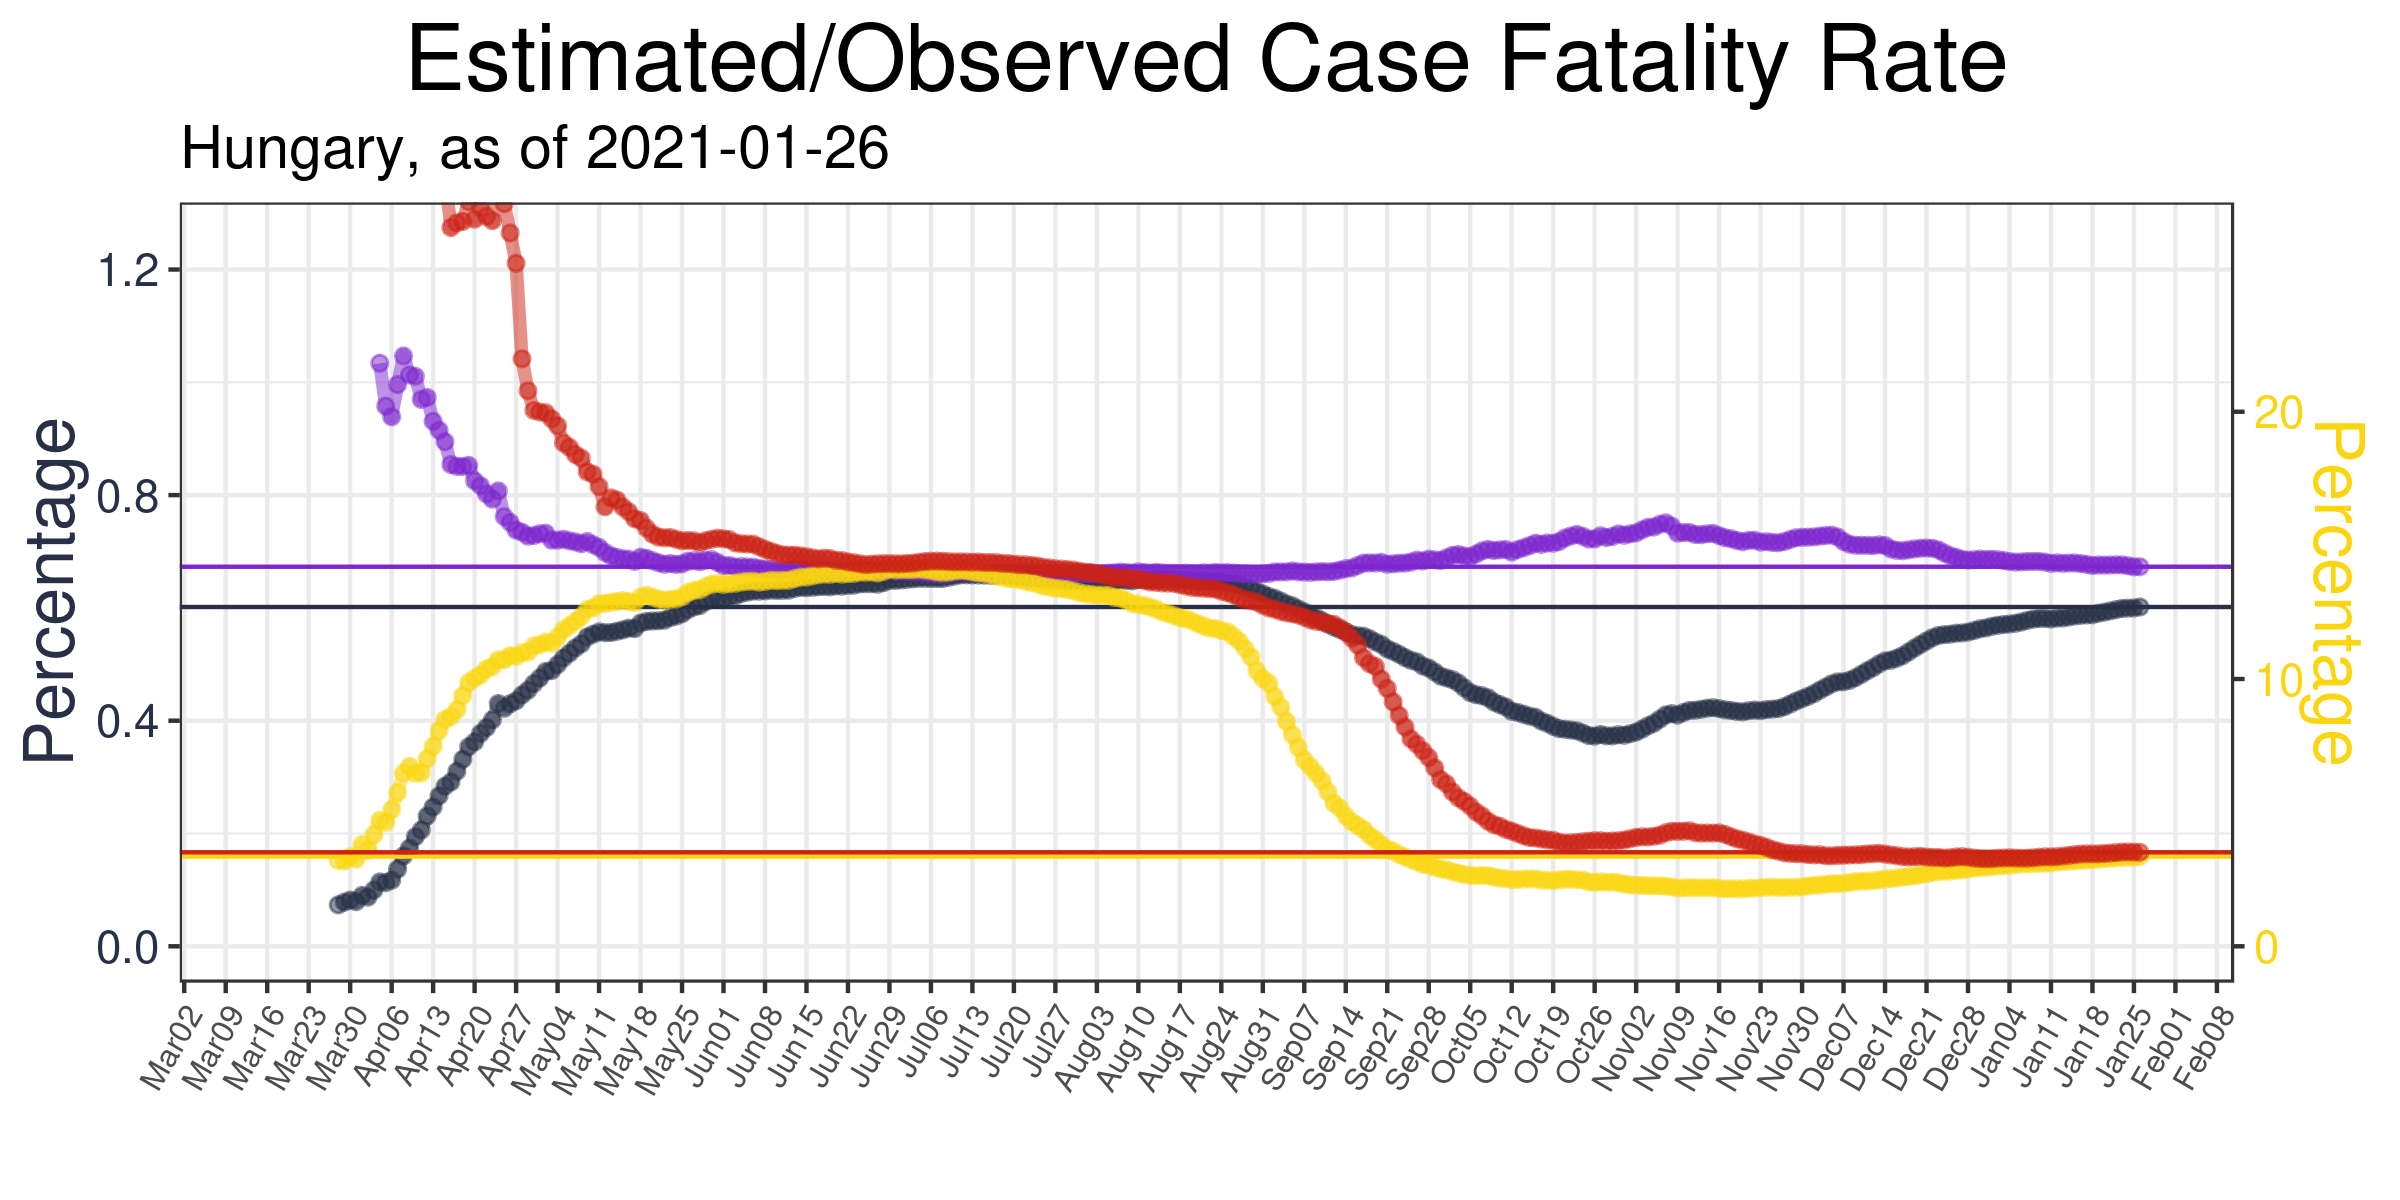 Estimated/Observed Case Fatality Rate
Hungary, as of 2021-01-26
Percentage
1.2
0.8
0.4
0.0
20
10
0
Percentage
Mar02
Mar09
Mar16
Mar23
Mar30
Apr06
Apr13
Apr20
Apr27
May04
May11
May18
May25
Jun01
Jun08
Jun15
Jun22
Jun29
Jul06
Jul13
Jul20
Jul27
Aug03
Aug10
Aug17
Aug24
Aug31
Sep07
Sep14
Sep21
Sep28
Oct05
Oct12
Oct19
Oct26
Nov02
Nov09
Nov16
Nov23
Nov30
Dec07
Dec14
Dec21
Dec28
Jan04
Jan11
Jan18
Jan25
Feb01
Feb08